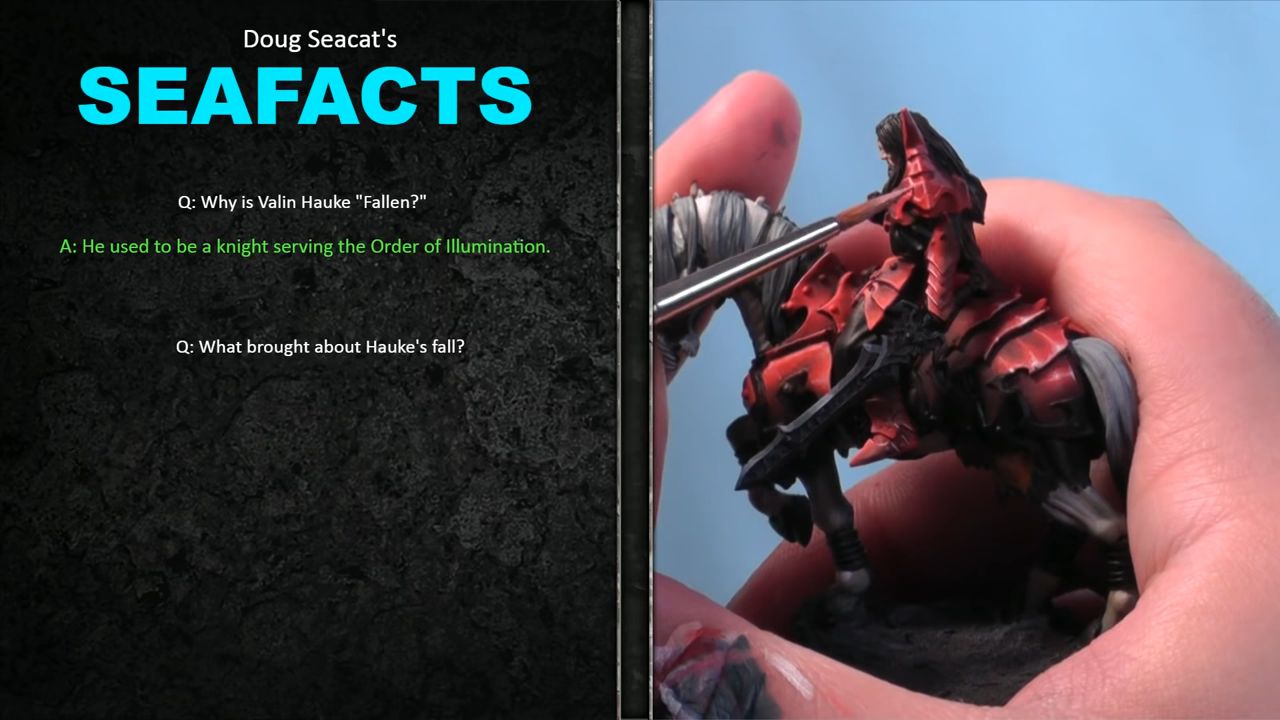 Doug Seacat's
SEAFACTS
Q: Why is Valin Hauke "Fallen?"
A: He used to be a knight serving the Order of Illumination.
Q: What brought about Hauke's fall?